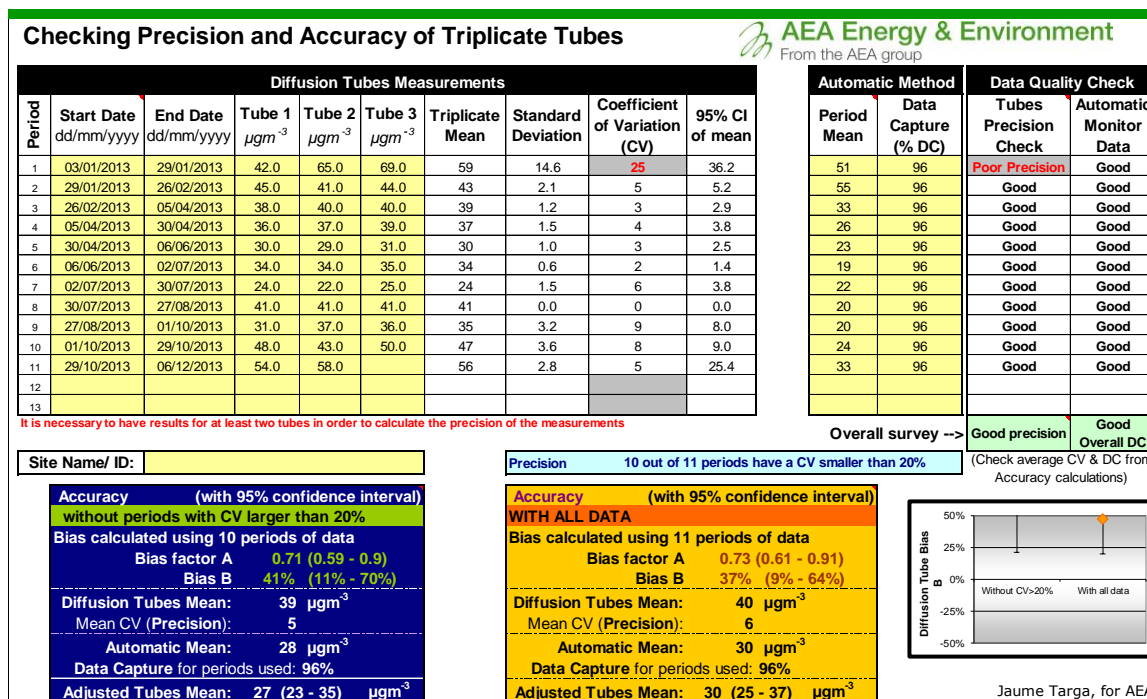 Checking Precision and Accuracy of Triplicate Tubes
AEA Energy & Environment
From the AEA group
Diffusion Tubes Measurements
Automatic Method
Data Quality Check
Period
Start Date dd/mm/yyyy
End Date dd/mm/yyyy
Tube 1 µgm-3
Tube 2 µgm-3
Tube 3 µgm-3
Triplicate Mean
Standard Deviation
Coefficient of Variation (CV)
95% CI of mean
Period Mean
Data Capture (% DC)
Tubes Precision Check
Automatic Monitor Data
1 03/01/2013 29/01/2013 42.0 65.0 69.0 59 14.6 25 36.2 51 96 Poor Precision Good
2 29/01/2013 26/02/2013 45.0 41.0 44.0 43 2.1 5 5.2 55 96 Good Good
3 26/02/2013 05/04/2013 38.0 40.0 40.0 39 1.2 3 2.9 33 96 Good Good
4 05/04/2013 30/04/2013 36.0 37.0 39.0 37 1.5 4 3.8 26 96 Good Good
5 30/04/2013 06/06/2013 30.0 29.0 31.0 30 1.0 3 2.5 23 96 Good Good
6 06/06/2013 02/07/2013 34.0 34.0 35.0 34 0.6 2 1.4 19 96 Good Good
7 02/07/2013 30/07/2013 24.0 22.0 25.0 24 1.5 6 3.8 22 96 Good Good
8 30/07/2013 27/08/2013 41.0 41.0 41.0 41 0.0 0 0.0 20 96 Good Good
9 27/08/2013 01/10/2013 31.0 37.0 36.0 35 3.2 9 8.0 20 96 Good Good
10 01/10/2013 29/10/2013 48.0 43.0 50.0 47 3.6 8 9.0 24 96 Good Good
11 29/10/2013 06/12/2013 54.0 58.0 56 2.8 5 25.4 33 96 Good Good
12
13
It is necessary to have results for at least two tubes in order to calculate the precision of the measurements
Overall survey --> Good precision Good Overall DC
Site Name/ ID:
Precision 10 out of 11 periods have a CV smaller than 20%
(Check average CV & DC from Accuracy calculations)
Accuracy (with 95% confidence interval)
without periods with CV larger than 20%
Bias calculated using 10 periods of data
Bias factor A 0.71 (0.59 - 0.9)
Bias B 41% (11% - 70%)
Diffusion Tubes Mean: 39 µgm-3
Mean CV (Precision): 5
Automatic Mean: 28 µgm-3
Data Capture for periods used: 96%
Adjusted Tubes Mean: 27 (23 - 35) µgm-3
Accuracy (with 95% confidence interval)
WITH ALL DATA
Bias calculated using 11 periods of data
Bias factor A 0.73 (0.61 - 0.91)
Bias B 37% (9% - 64%)
Diffusion Tubes Mean: 40 µgm-3
Mean CV (Precision): 6
Automatic Mean: 30 µgm-3
Data Capture for periods used: 96%
Adjusted Tubes Mean: 30 (25 - 37) µgm-3
Diffusion Tube Bias B
50%
25%
0%
-25%
-50%
Without CV>20%
With all data
Jaume Targa, for AEA